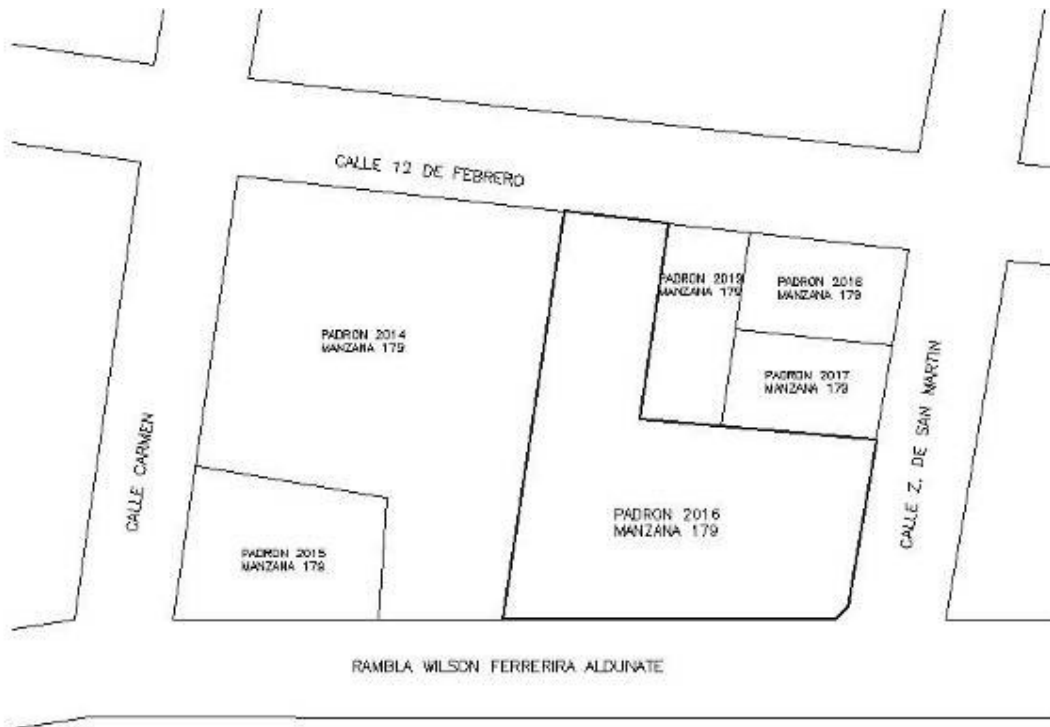 CALLE 12 DE FEBRERO
PADRON 2019
MANZANA 179
PADRON 2018
MANZANA 179
PADRON 2014
MANZANA 179
PADRON 2017
MANZANA 179
CALLE CARMEN
CALLE Z. DE SAN MARTIN
PADRON 2016
MANZANA 179
PADRON 2015
MANZANA 179
RAMBLA WILSON FERRERIRA ALDUNATE